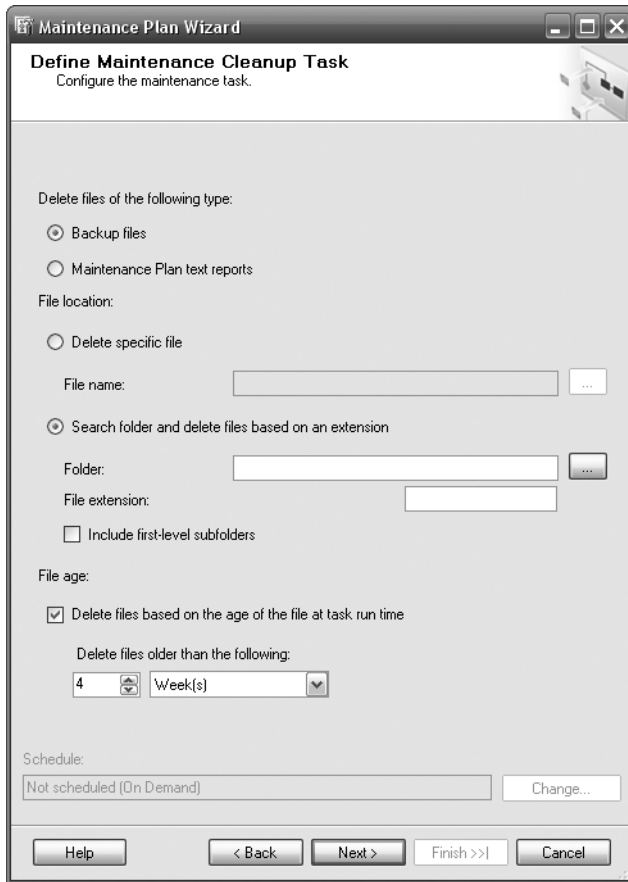 Maintenance Plan Wizard
Define Maintenance Cleanup Task
Configure the maintenance task.
Delete files of the following type:
Backup files
Maintenance Plan text reports
File location:
Delete specific file
File name:
...
Search folder and delete files based on an extension
Folder:
...
File extension:
Include first-level subfolders
File age:
Delete files based on the age of the file at task run time
Delete files older than the following:
4 Week(s)
Schedule:
Not scheduled (On Demand) Change...
Help < Back Next > Finish >>| Cancel